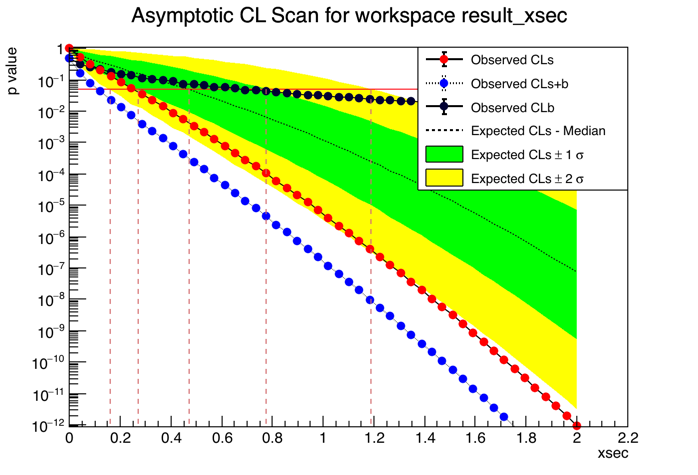 Asymptotic CL Scan for workspace result_xsec
p value
1
10⁻¹
10⁻²
10⁻³
10⁻⁴
10⁻⁵
10⁻⁶
10⁻⁷
10⁻⁸
10⁻⁹
10⁻¹⁰
10⁻¹¹
10⁻¹²
Observed CLs
Observed CLs+b
Observed CLb
Expected CLs - Median
Expected CLs ± 1 σ
Expected CLs ± 2 σ
0 0.2 0.4 0.6 0.8 1 1.2 1.4 1.6 1.8 2 2.2
xsec